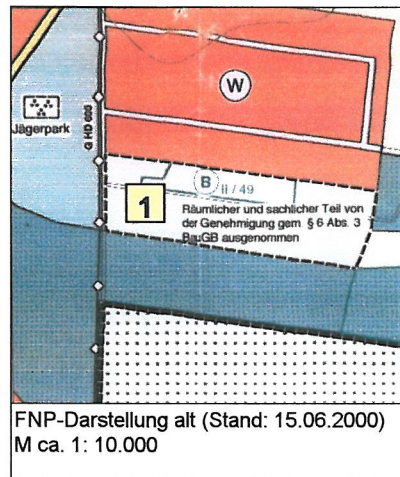 W
Jägerpark
G HD 600
B II / 49
1
Räumlicher und sachlicher Teil von
der Genehmigung gem. § 6 Abs. 3
BauGB ausgenommen
FNP-Darstellung alt (Stand: 15.06.2000)
M ca. 1: 10.000